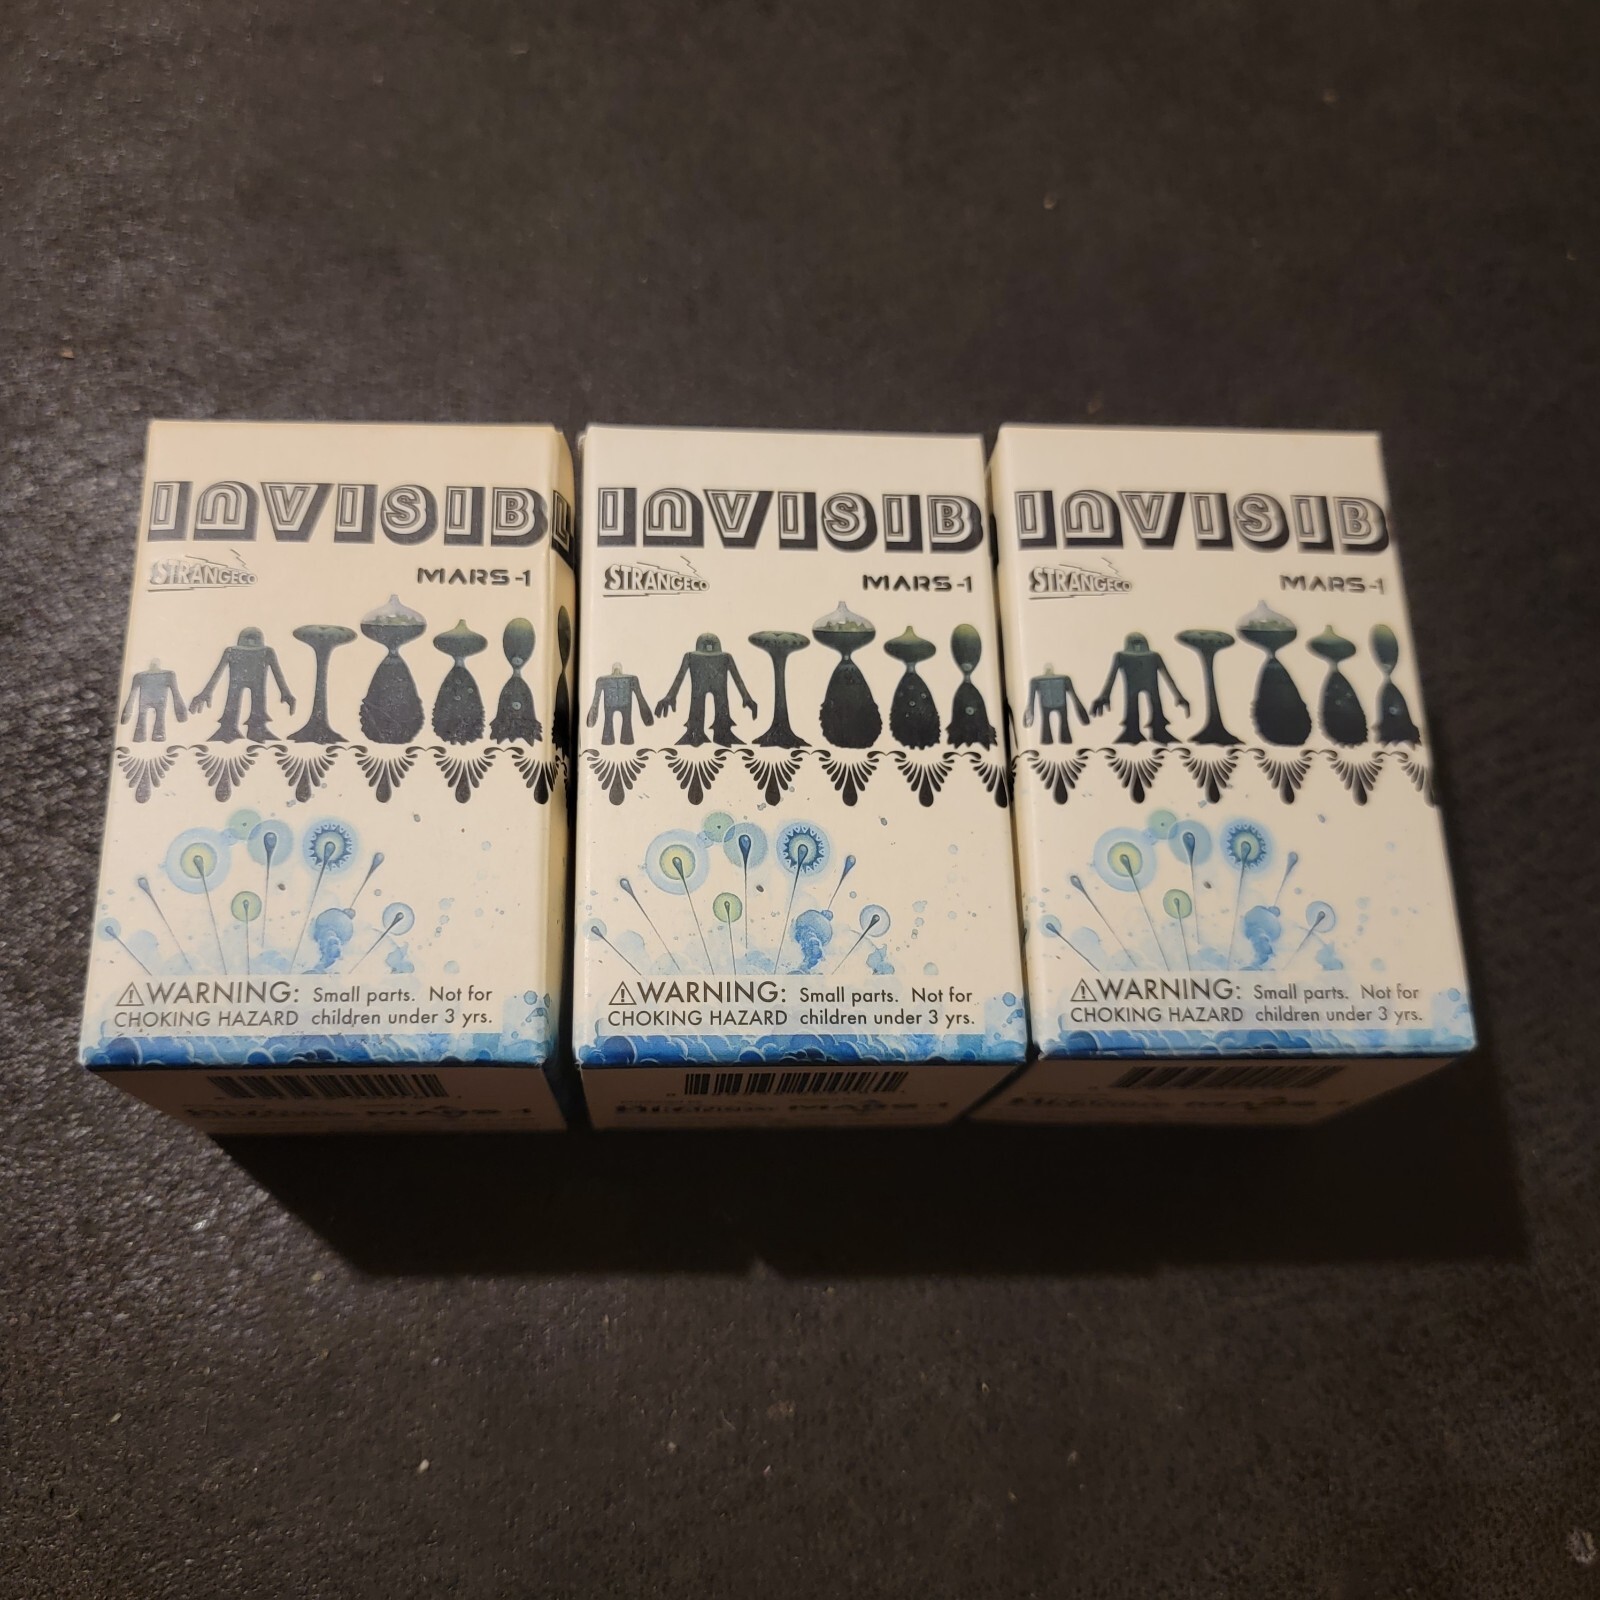 INVISIBL
STRANGECO MARS-1
⚠WARNING: Small parts. Not for
CHOKING HAZARD children under 3 yrs.
INVISIB
STRANGECO MARS-1
⚠WARNING: Small parts. Not for
CHOKING HAZARD children under 3 yrs.
INVISIB
STRANGECO MARS-1
⚠WARNING: Small parts. Not for
CHOKING HAZARD children under 3 yrs.